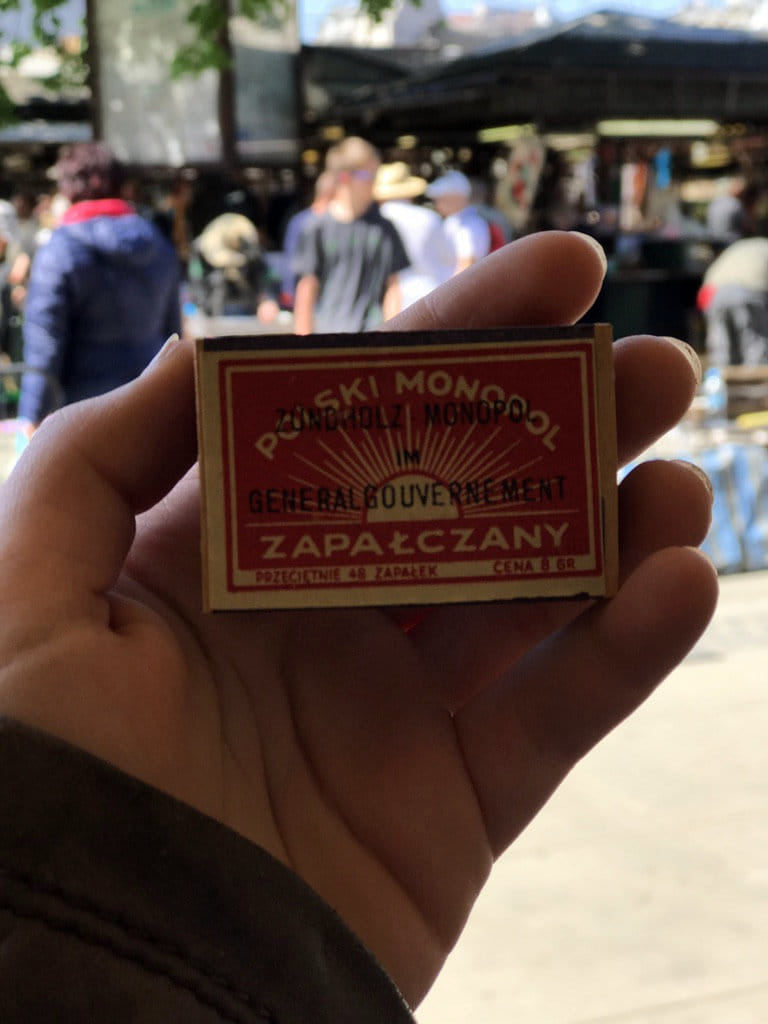 POLSKI MONOPOL
ZÜNDHOLZ-MONOPOL
IM
GENERALGOUVERNEMENT
ZAPAŁCZANY
PRZECIĘTNIE 48 ZAPAŁEK CENA 8 GR